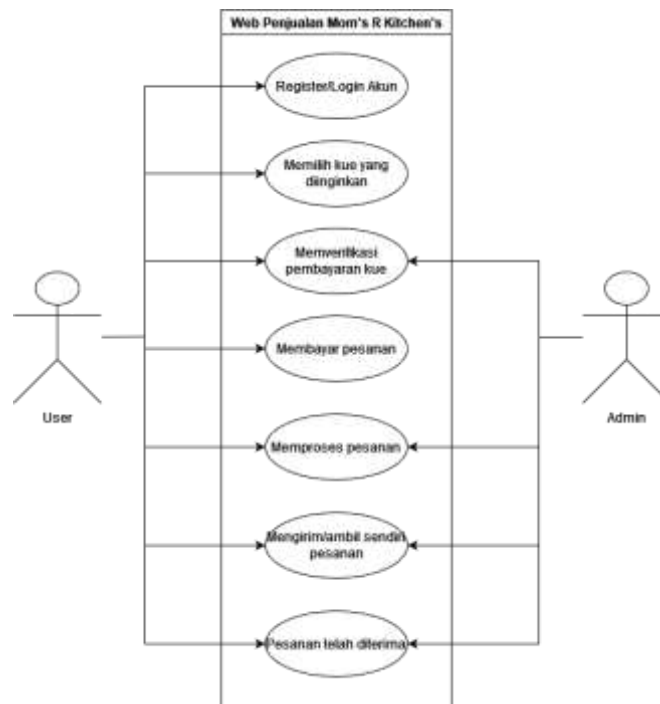 Web Penjualan Mom's R Kitchen's
Register/Login Akun
Memilih kue yang
diinginkan
Memverifikasi
pembayaran kue
Membayar pesanan
User
Admin
Memproses pesanan
Mengirim/ambil sendiri
pesanan
Pesanan telah diterima